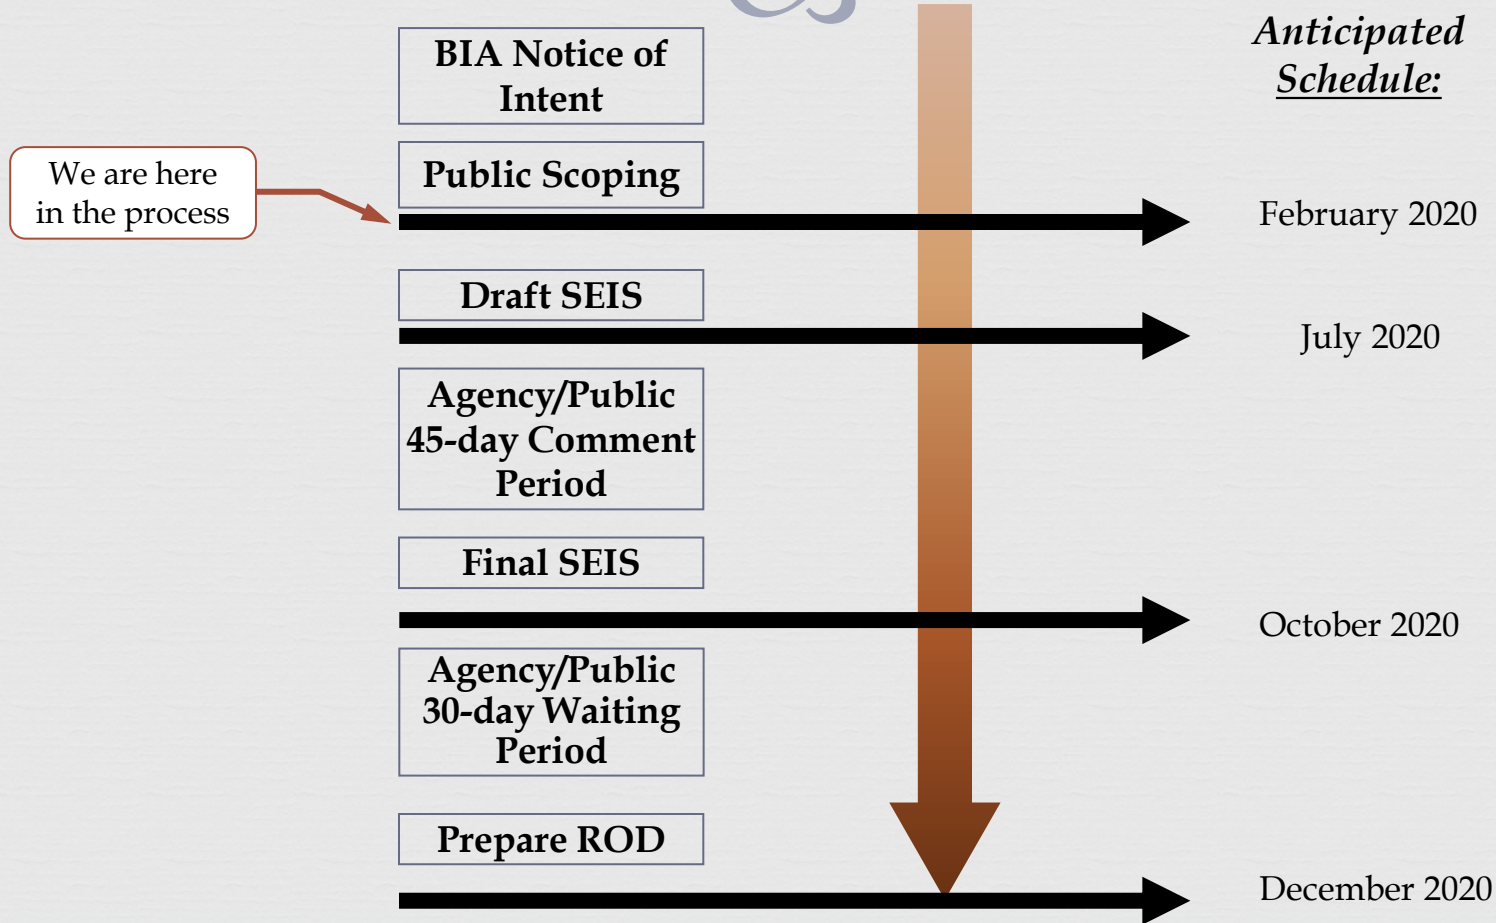 BIA Notice of
Intent
Anticipated
Schedule:
We are here
in the process
Public Scoping
February 2020
Draft SEIS
July 2020
Agency/Public
45-day Comment
Period
Final SEIS
October 2020
Agency/Public
30-day Waiting
Period
Prepare ROD
December 2020